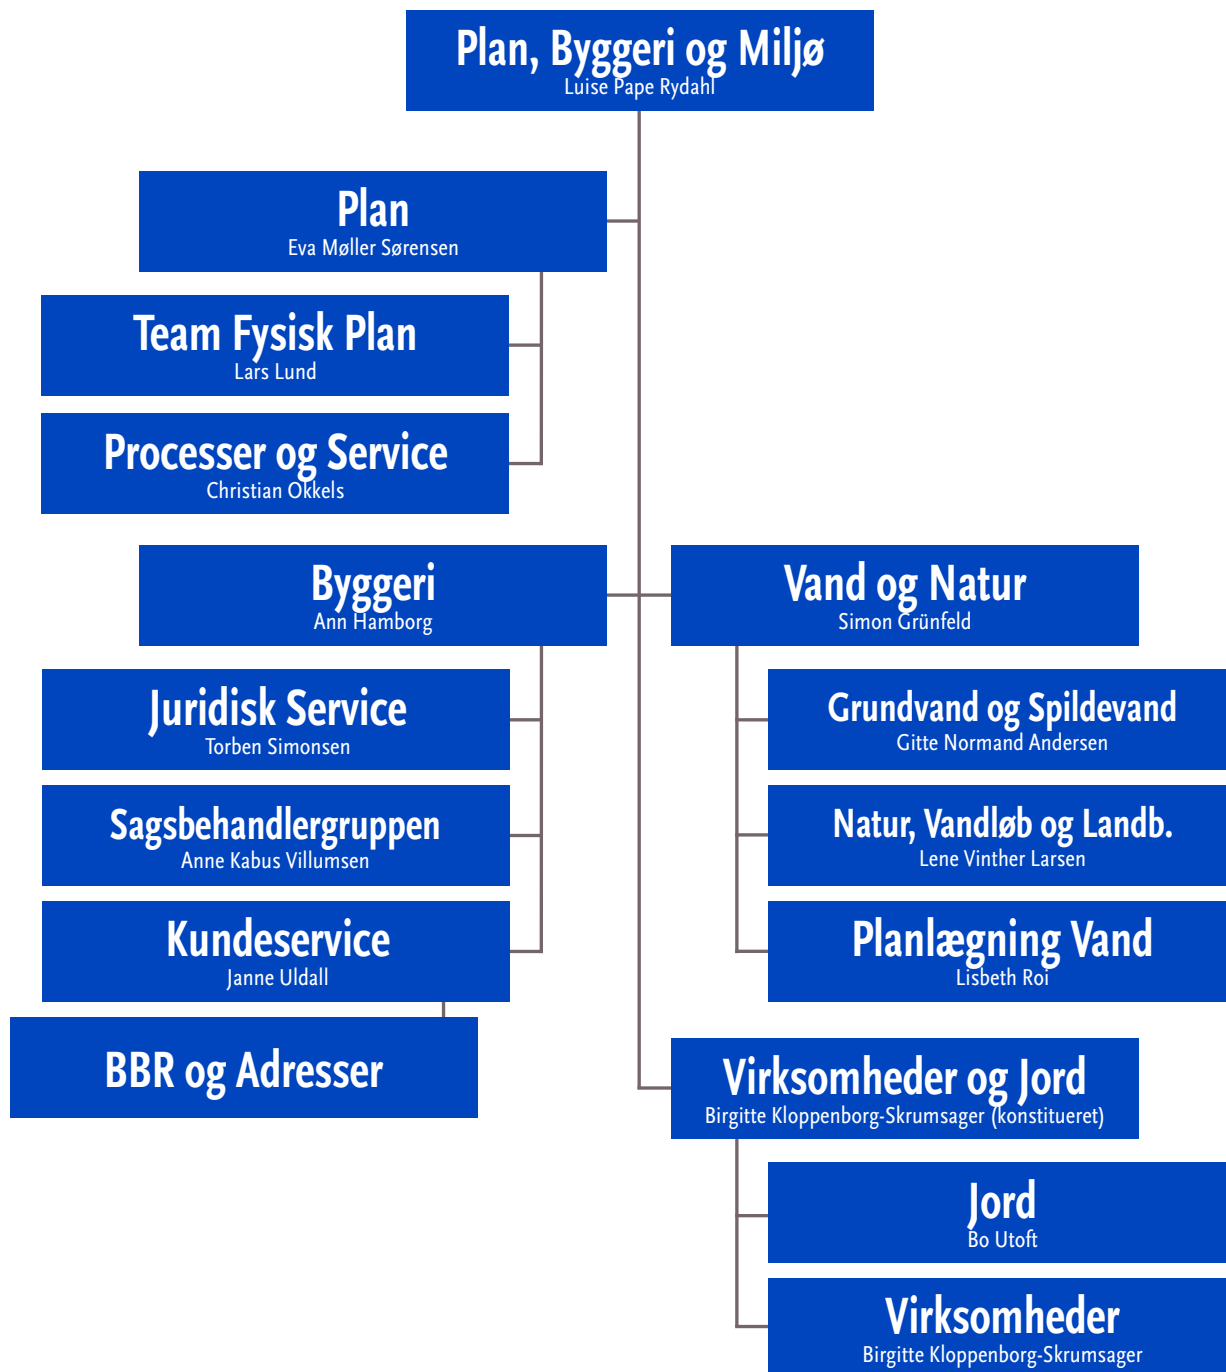 Plan, Byggeri og Miljø
Luise Pape Rydahl
Plan
Eva Møller Sørensen
Team Fysisk Plan
Lars Lund
Processer og Service
Christian Okkels
Byggeri
Ann Hamborg
Juridisk Service
Torben Simonsen
Sagsbehandlergruppen
Anne Kabus Villumsen
Kundeservice
Janne Uldall
BBR og Adresser
Vand og Natur
Simon Grünfeld
Grundvand og Spildevand
Gitte Normand Andersen
Natur, Vandløb og Landb.
Lene Vinther Larsen
Planlægning Vand
Lisbeth Roi
Virksomheder og Jord
Birgitte Kloppenborg-Skrumsager (konstitueret)
Jord
Bo Utoft
Virksomheder
Birgitte Kloppenborg-Skrumsager